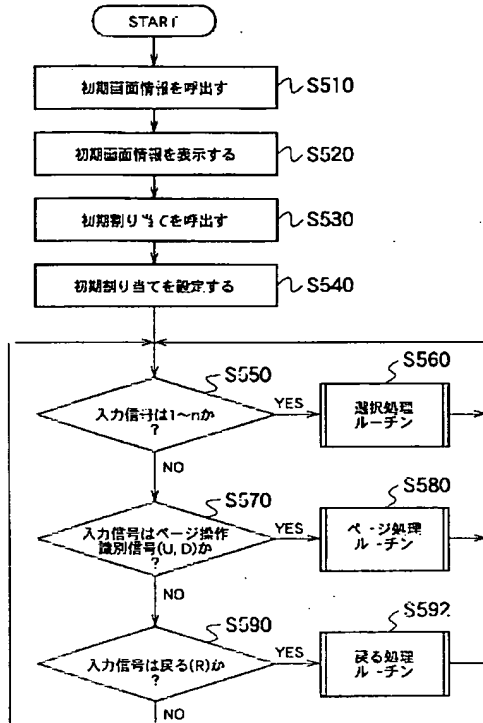 START
初期画面情報を呼出す
S510
初期画面情報を表示する
S520
初期割り当てを呼出す
S530
初期割り当てを設定する
S540
S550
入力信号は1〜nか
?
YES
S560
選択処理
ルーチン
NO
S570
入力信号はページ操作
識別信号(U, D)か
?
YES
S580
ページ処理
ルーチン
NO
S590
入力信号は戻る(R)か
?
YES
S592
戻る処理
ルーチン
NO